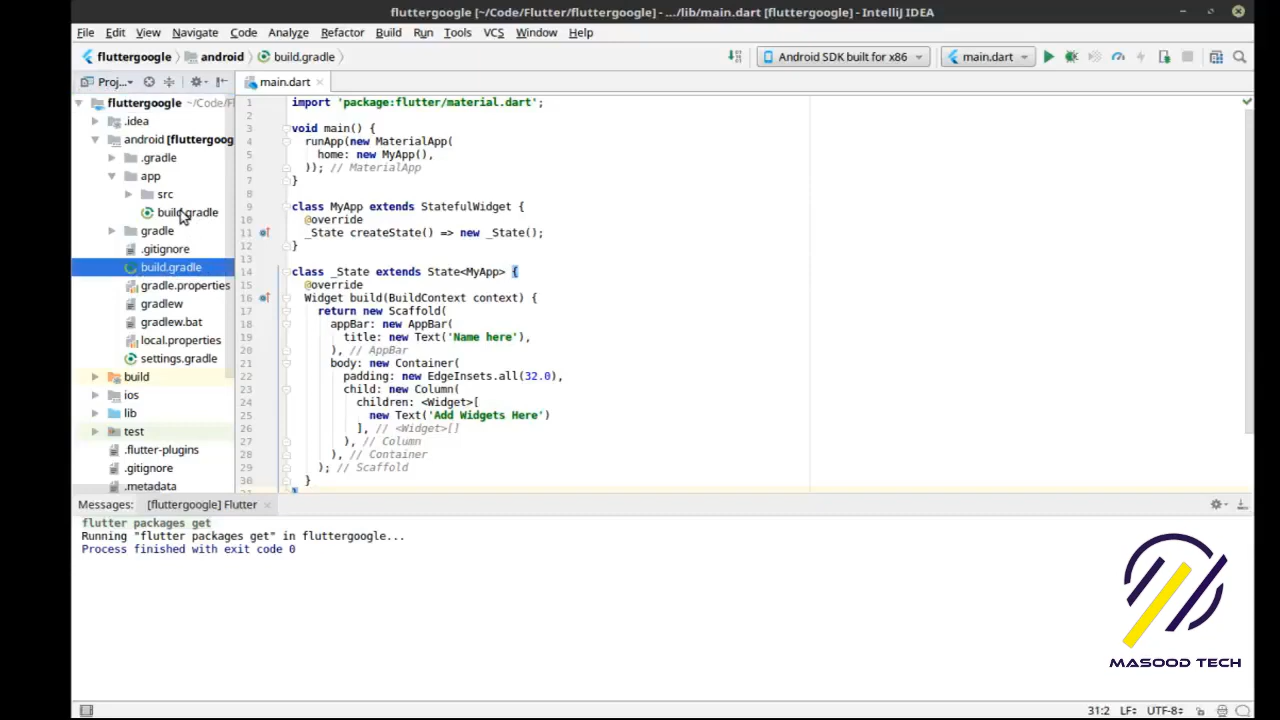 fluttergoogle [~/Code/Flutter/fluttergoogle] - .../lib/main.dart [fluttergoogle] - IntelliJ IDEA
File Edit View Navigate Code Analyze Refactor Build Run Tools VCS Window Help
fluttergoogle android build.gradle Android SDK built for x86 main.dart
Proj... main.dart
fluttergoogle ~/Code/F
.idea
android [fluttergoog
.gradle
app
src
build.gradle
gradle
.gitignore
build.gradle
gradle.properties
gradlew
gradlew.bat
local.properties
settings.gradle
build
ios
lib
test
.flutter-plugins
.gitignore
.metadata
1 import 'package:flutter/material.dart';
2
3 void main() {
4 runApp(new MaterialApp(
5 home: new MyApp(),
6 )); // MaterialApp
7 }
8
9 class MyApp extends StatefulWidget {
10 @override
11 _State createState() => new _State();
12 }
13
14 class _State extends State<MyApp> {
15 @override
16 Widget build(BuildContext context) {
17 return new Scaffold(
18 appBar: new AppBar(
19 title: new Text('Name here'),
20 ), // AppBar
21 body: new Container(
22 padding: new EdgeInsets.all(32.0),
23 child: new Column(
24 children: <Widget>[
25 new Text('Add Widgets Here')
26 ], // <Widget>[]
27 ), // Column
28 ), // Container
29 ); // Scaffold
30 }
31 }
Messages: [fluttergoogle] Flutter
flutter packages get
Running "flutter packages get" in fluttergoogle...
Process finished with exit code 0
MASOOD TECH
31:2 LF÷ UTF-8÷